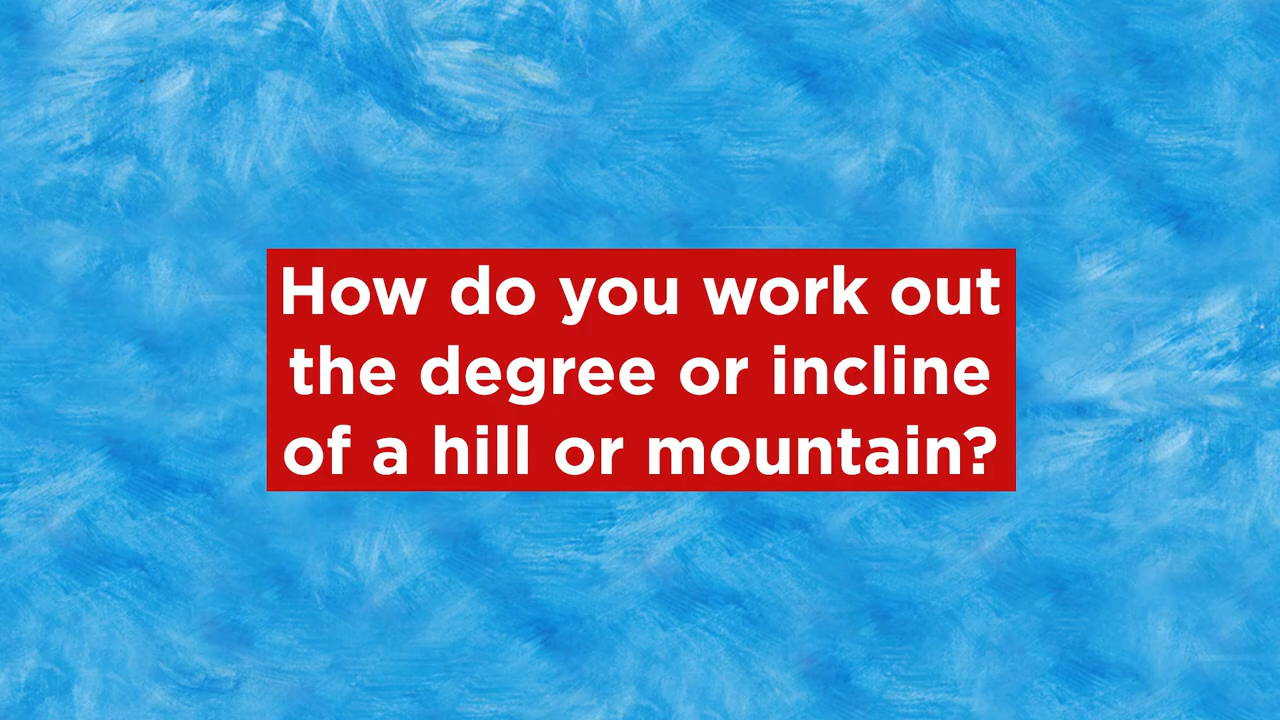 How do you work out
the degree or incline
of a hill or mountain?